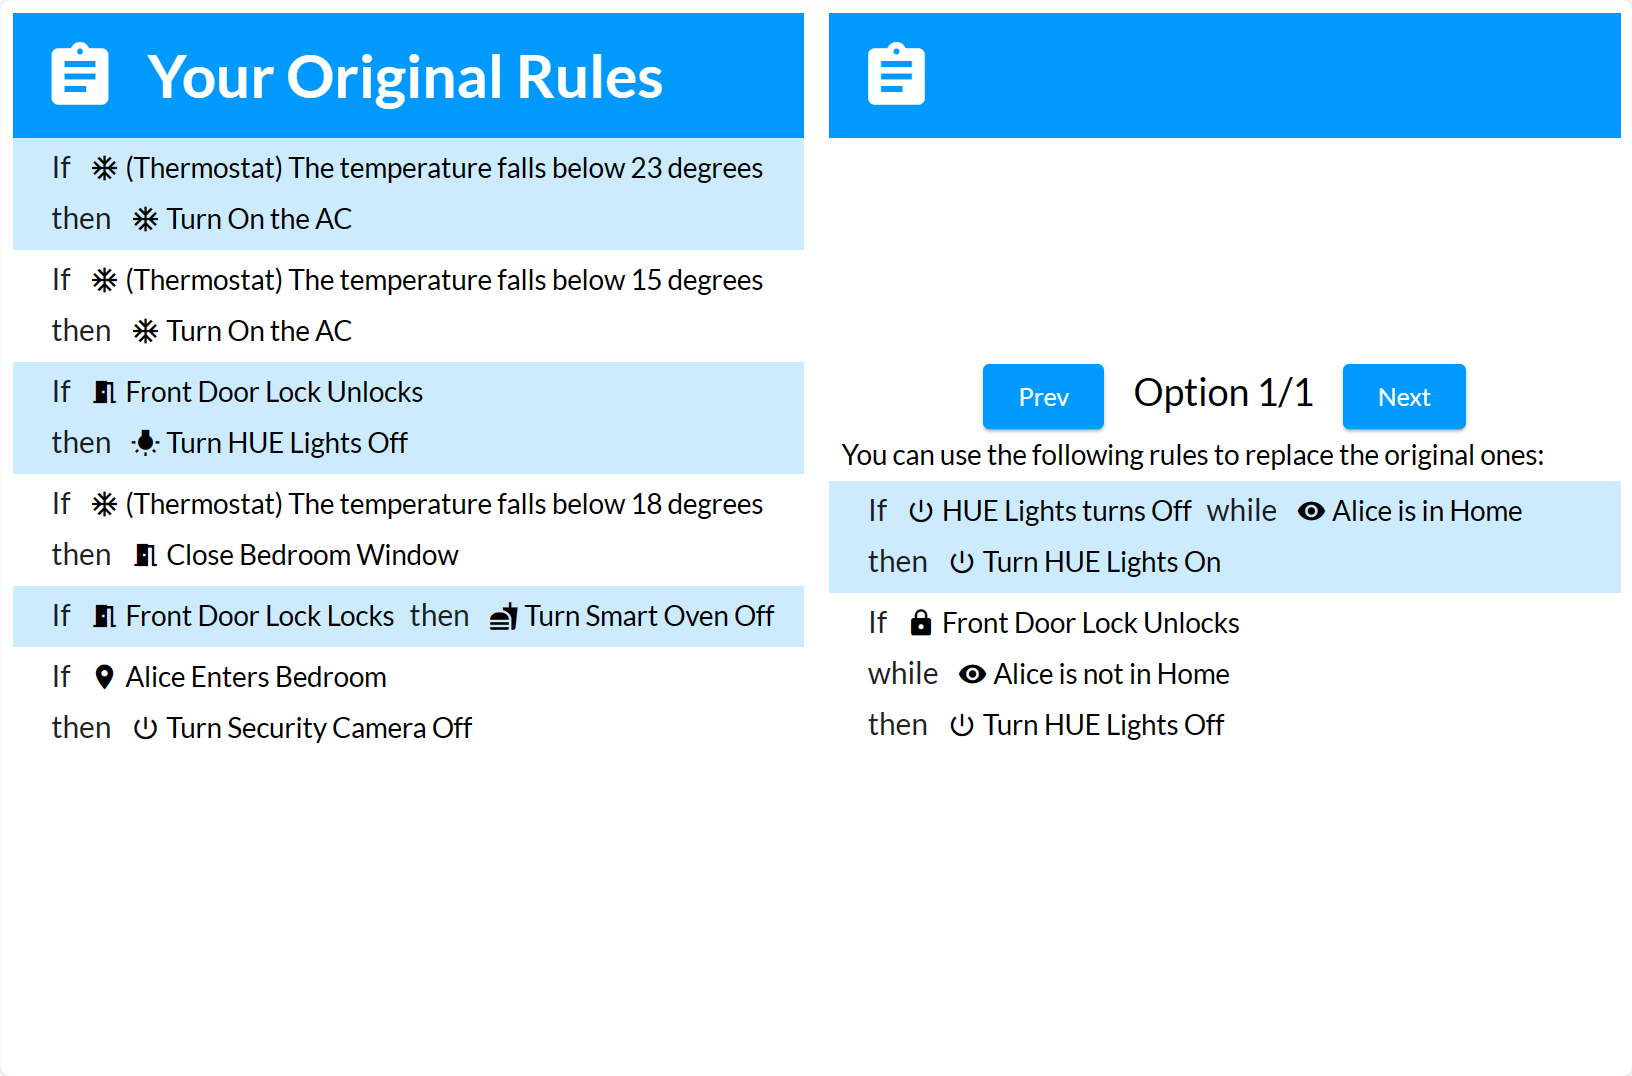 Your Original Rules
If (Thermostat) The temperature falls below 23 degrees
then Turn On the AC
If (Thermostat) The temperature falls below 15 degrees
then Turn On the AC
If Front Door Lock Unlocks
then Turn HUE Lights Off
If (Thermostat) The temperature falls below 18 degrees
then Close Bedroom Window
If Front Door Lock Locks then Turn Smart Oven Off
If Alice Enters Bedroom
then Turn Security Camera Off
Prev Option 1/1 Next
You can use the following rules to replace the original ones:
If HUE Lights turns Off while Alice is in Home
then Turn HUE Lights On
If Front Door Lock Unlocks
while Alice is not in Home
then Turn HUE Lights Off